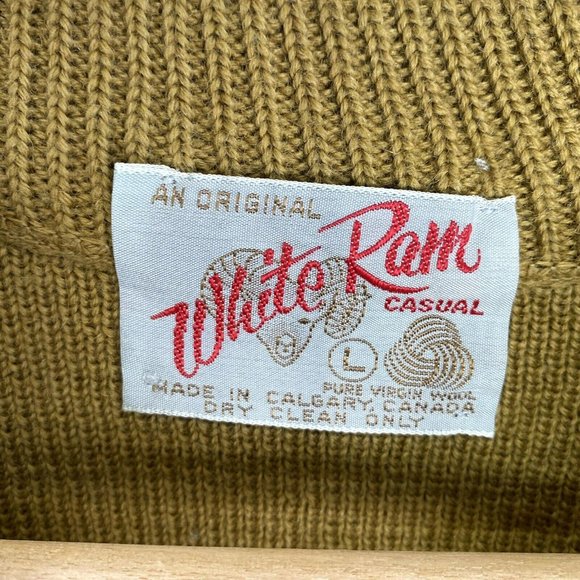 AN ORIGINAL
White Ram
CASUAL
L
PURE VIRGIN WOOL
MADE IN CALGARY, CANADA
DRY CLEAN ONLY